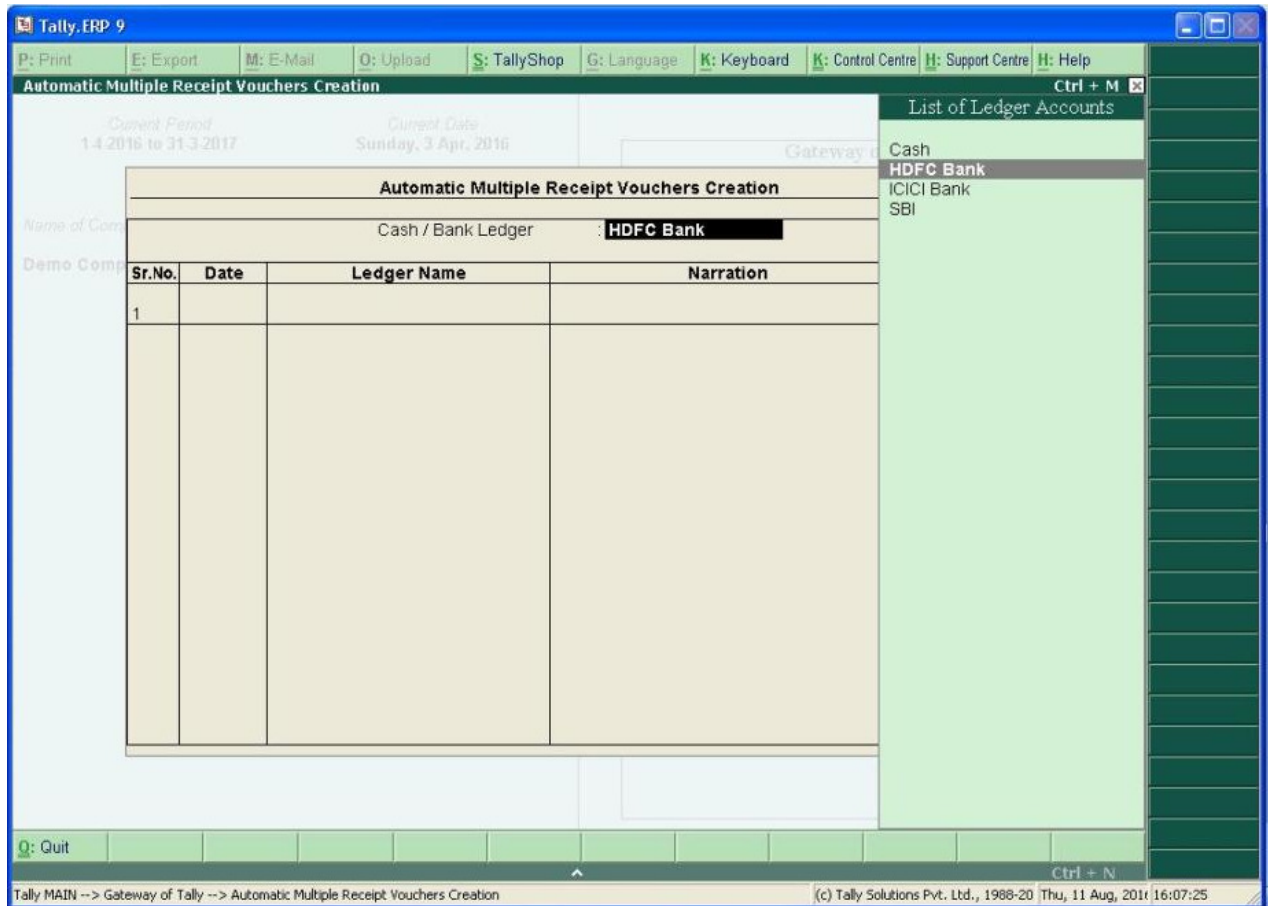 Tally.ERP 9
P: Print E: Export M: E-Mail O: Upload S: TallyShop G: Language K: Keyboard K: Control Centre H: Support Centre H: Help
Automatic Multiple Receipt Vouchers Creation Ctrl + M
List of Ledger Accounts
Current Period Current Date
1-4-2016 to 31-3-2017 Sunday, 3 Apr, 2016
Gateway
Cash
HDFC Bank
ICICI Bank
SBI
Automatic Multiple Receipt Vouchers Creation
Name of
Cash / Bank Ledger : HDFC Bank
Demo
Sr.No. Date Ledger Name Narration
1
Q: Quit
Ctrl + N
Tally MAIN --> Gateway of Tally --> Automatic Multiple Receipt Vouchers Creation (c) Tally Solutions Pvt. Ltd., 1988-20 Thu, 11 Aug, 201 16:07:25